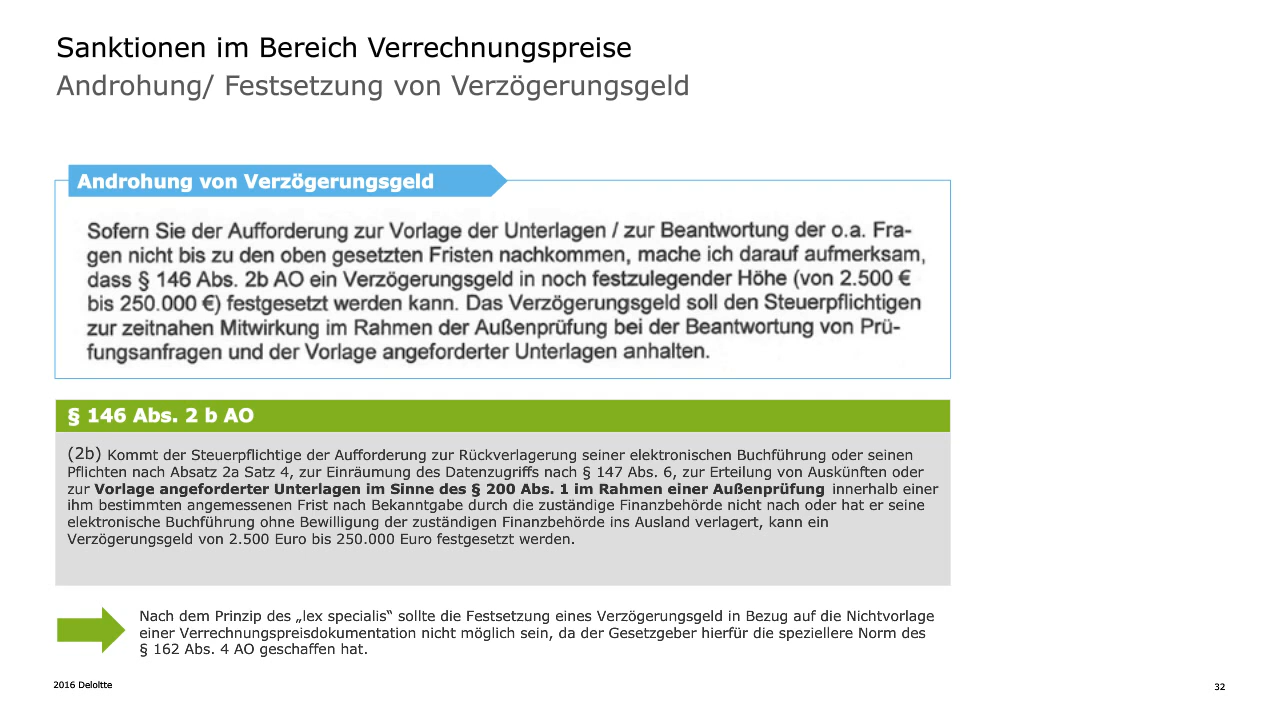 Sanktionen im Bereich Verrechnungspreise
Androhung/ Festsetzung von Verzögerungsgeld
Androhung von Verzögerungsgeld
Sofern Sie der Aufforderung zur Vorlage der Unterlagen / zur Beantwortung der o.a. Fra-
gen nicht bis zu den oben gesetzten Fristen nachkommen, mache ich darauf aufmerksam,
dass § 146 Abs. 2b AO ein Verzögerungsgeld in noch festzulegender Höhe (von 2.500 €
bis 250.000 €) festgesetzt werden kann. Das Verzögerungsgeld soll den Steuerpflichtigen
zur zeitnahen Mitwirkung im Rahmen der Außenprüfung bei der Beantwortung von Prü-
fungsanfragen und der Vorlage angeforderter Unterlagen anhalten.
§ 146 Abs. 2 b AO
(2b) Kommt der Steuerpflichtige der Aufforderung zur Rückverlagerung seiner elektronischen Buchführung oder seinen
Pflichten nach Absatz 2a Satz 4, zur Einräumung des Datenzugriffs nach § 147 Abs. 6, zur Erteilung von Auskünften oder
zur Vorlage angeforderter Unterlagen im Sinne des § 200 Abs. 1 im Rahmen einer Außenprüfung innerhalb einer
ihm bestimmten angemessenen Frist nach Bekanntgabe durch die zuständige Finanzbehörde nicht nach oder hat er seine
elektronische Buchführung ohne Bewilligung der zuständigen Finanzbehörde ins Ausland verlagert, kann ein
Verzögerungsgeld von 2.500 Euro bis 250.000 Euro festgesetzt werden.
Nach dem Prinzip des „lex specialis“ sollte die Festsetzung eines Verzögerungsgeld in Bezug auf die Nichtvorlage
einer Verrechnungspreisdokumentation nicht möglich sein, da der Gesetzgeber hierfür die speziellere Norm des
§ 162 Abs. 4 AO geschaffen hat.
2016 Deloitte
32